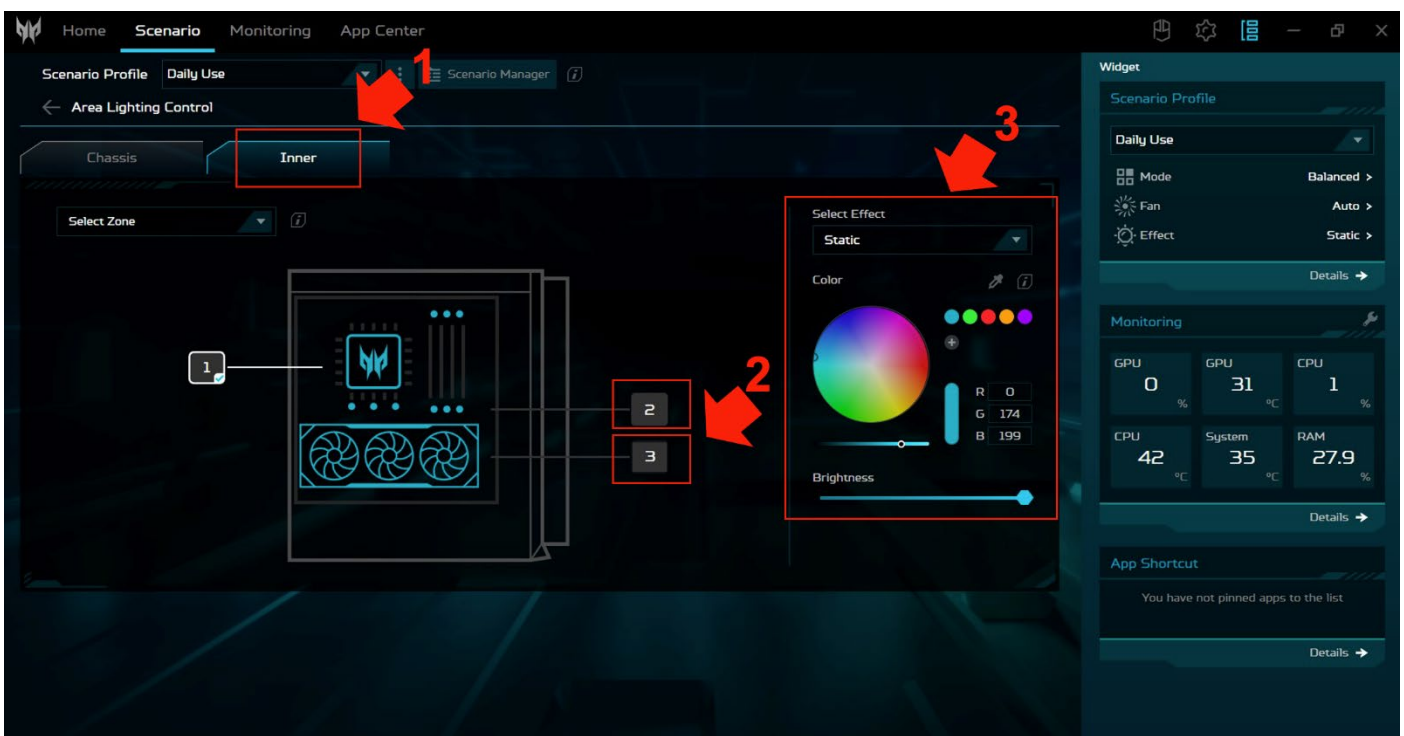 Home Scenario Monitoring App Center
1
Scenario Profile Daily Use Scenario Manager i
Area Lighting Control
3
Chassis Inner
Select Zone i
1
2
2
3
Select Effect
Static
Color i
R 0
G 174
B 199
Brightness
Widget
Scenario Profile
Daily Use
Mode Balanced >
Fan Auto >
Effect Static >
Details →
Monitoring
GPU GPU CPU
0 % 31 °C 1 %
CPU System RAM
42 °C 35 °C 27.9 %
Details →
App Shortcut
You have not pinned apps to the list
Details →